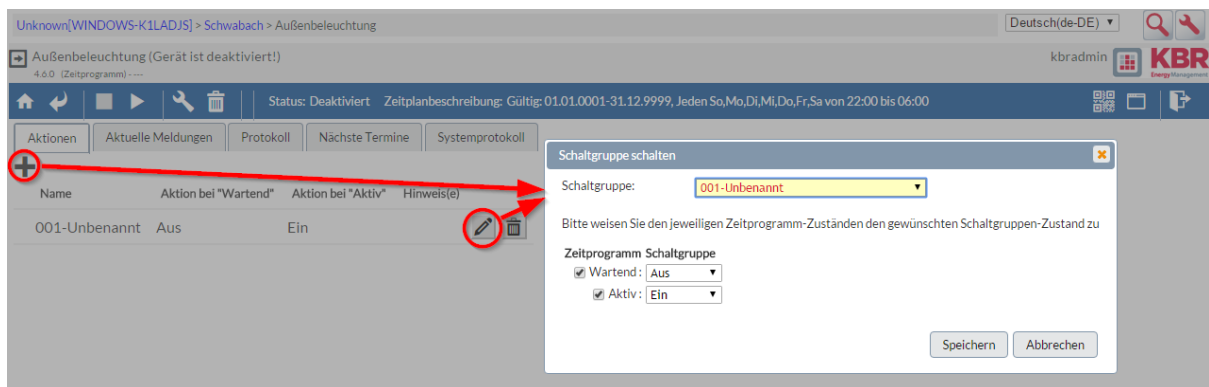 Unknown[WINDOWS-K1LADJS] > Schwabach > Außenbeleuchtung
Deutsch(de-DE)
Außenbeleuchtung (Gerät ist deaktiviert!)
4.6.0 (Zeitprogramm) - ---
kbradmin
KBR
Energy Management
Status: Deaktiviert Zeitplanbeschreibung: Gültig: 01.01.0001-31.12.9999, Jeden So,Mo,Di,Mi,Do,Fr,Sa von 22:00 bis 06:00
Aktionen Aktuelle Meldungen Protokoll Nächste Termine Systemprotokoll
Name Aktion bei "Wartend" Aktion bei "Aktiv" Hinweis(e)
001-Unbenannt Aus Ein
Schaltgruppe schalten
Schaltgruppe: 001-Unbenannt
Bitte weisen Sie den jeweiligen Zeitprogramm-Zuständen den gewünschten Schaltgruppen-Zustand zu
Zeitprogramm Schaltgruppe
Wartend : Aus
Aktiv : Ein
Speichern Abbrechen